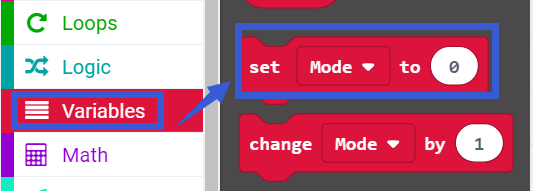 Loops
Logic
Variables
Math
set Mode to 0
change Mode by 1